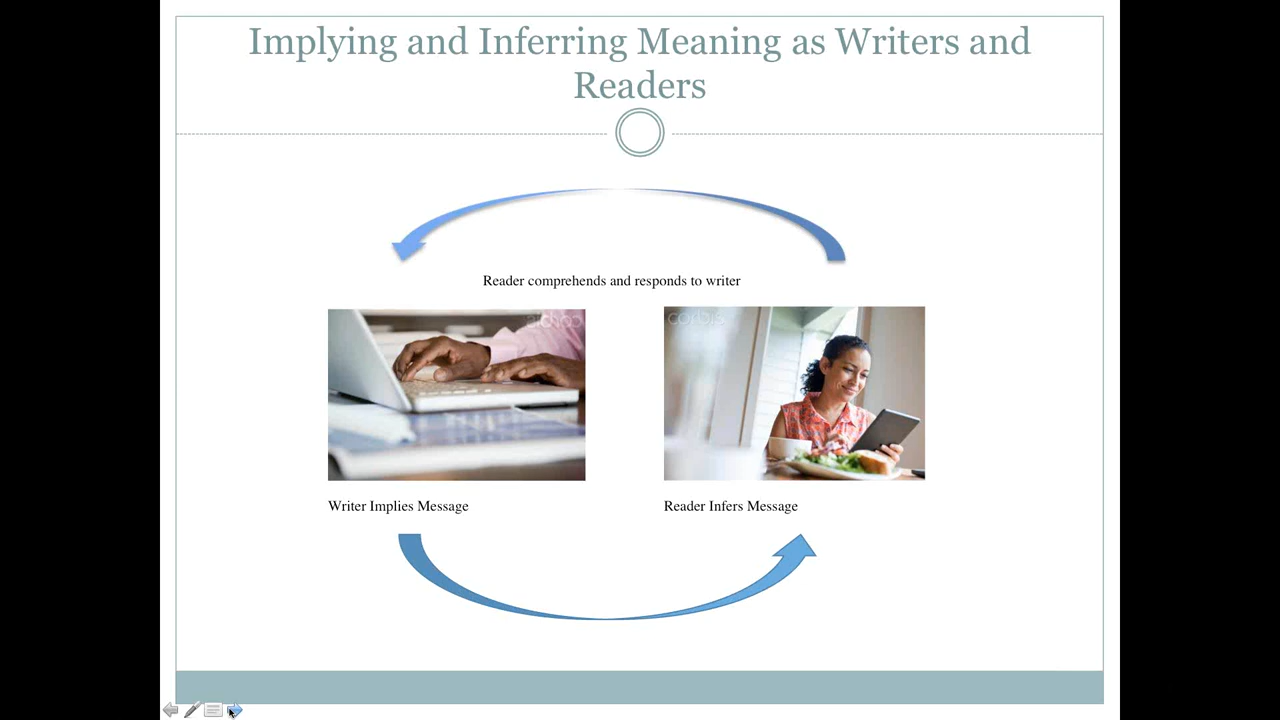 Implying and Inferring Meaning as Writers and
Readers
Reader comprehends and responds to writer
corbis
Writer Implies Message
Reader Infers Message